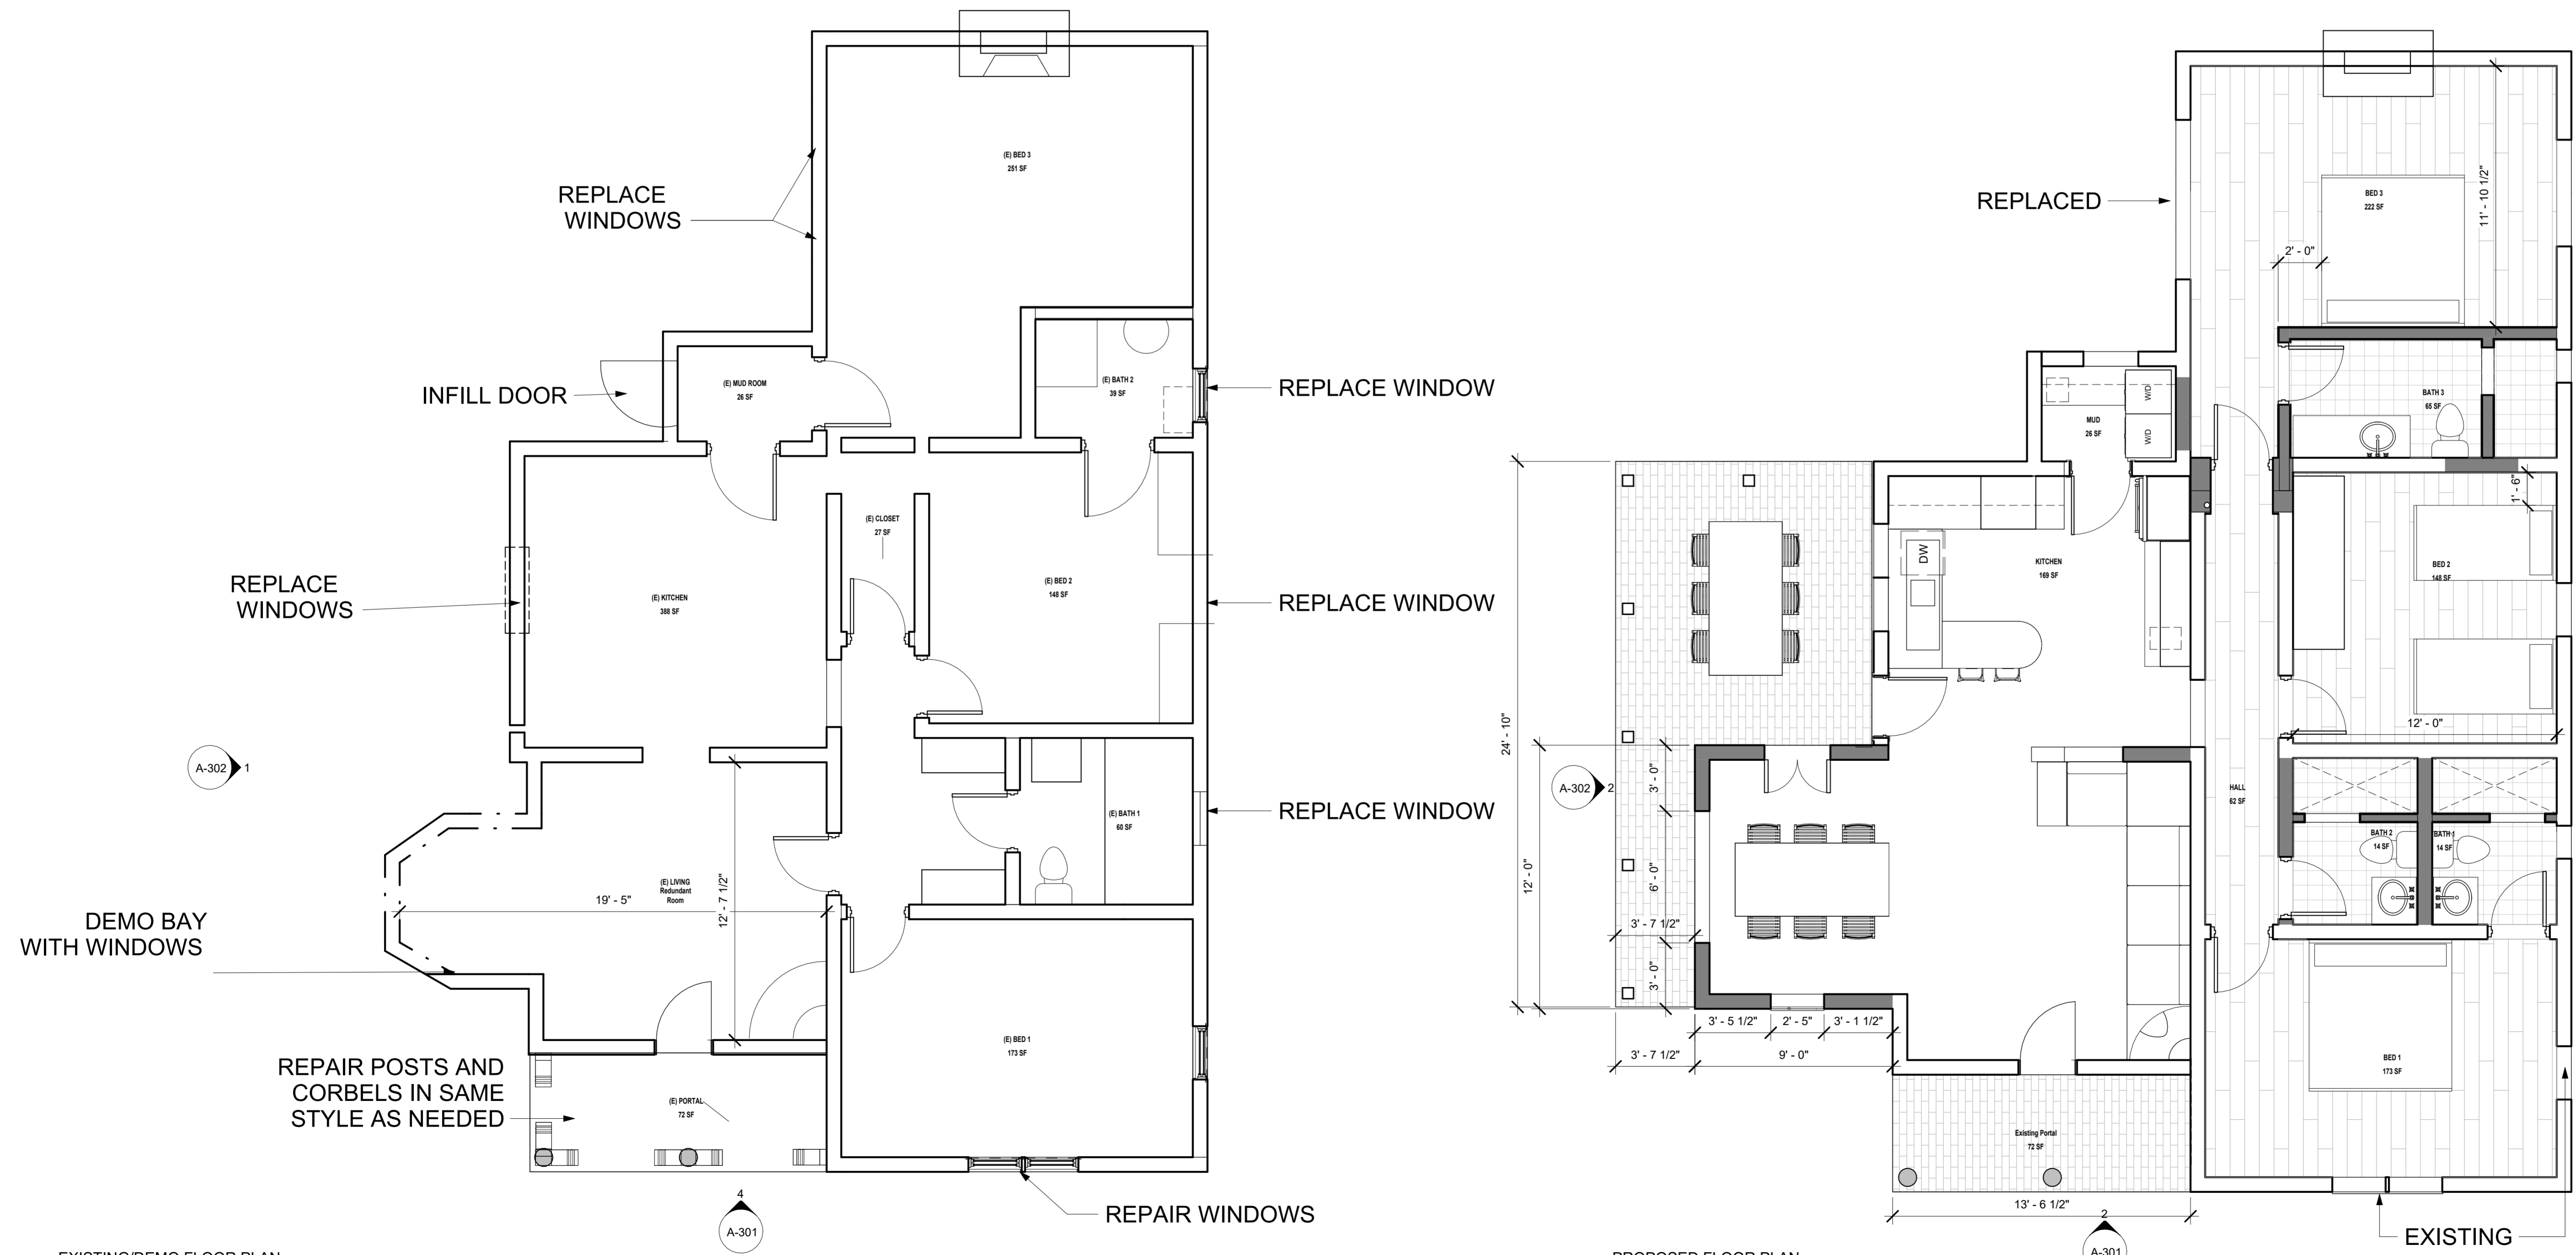 (E) BED 3
251 SF
REPLACE
WINDOWS
INFILL DOOR
(E) MUD ROOM
26 SF
(E) BATH 2
39 SF
REPLACE WINDOW
(E) CLOSET
27 SF
REPLACE
WINDOWS
(E) KITCHEN
388 SF
(E) BED 2
148 SF
REPLACE WINDOW
A-302
1
(E) BATH 1
60 SF
REPLACE WINDOW
(E) LIVING
Redundant
Room
19' - 5"
12' - 7 1/2"
DEMO BAY
WITH WINDOWS
(E) BED 1
173 SF
REPAIR POSTS AND
CORBELS IN SAME
STYLE AS NEEDED
(E) PORTAL
72 SF
4
A-301
REPAIR WINDOWS
EXISTING/DEMO FLOOR PLAN
REPLACED
BED 3
222 SF
11' - 10 1/2"
2' - 0"
W/D
W/D
MUD
26 SF
BATH 3
65 SF
1' - 6"
DW
KITCHEN
169 SF
BED 2
148 SF
12' - 0"
24' - 10"
12' - 0"
A-302
2
3' - 0"
6' - 0"
3' - 0"
3' - 7 1/2"
HALL
62 SF
BATH 2
14 SF
BATH 1
14 SF
3' - 5 1/2"
2' - 5"
3' - 1 1/2"
3' - 7 1/2"
9' - 0"
BED 1
173 SF
Existing Portal
72 SF
13' - 6 1/2"
2
A-301
EXISTING
PROPOSED FLOOR PLAN